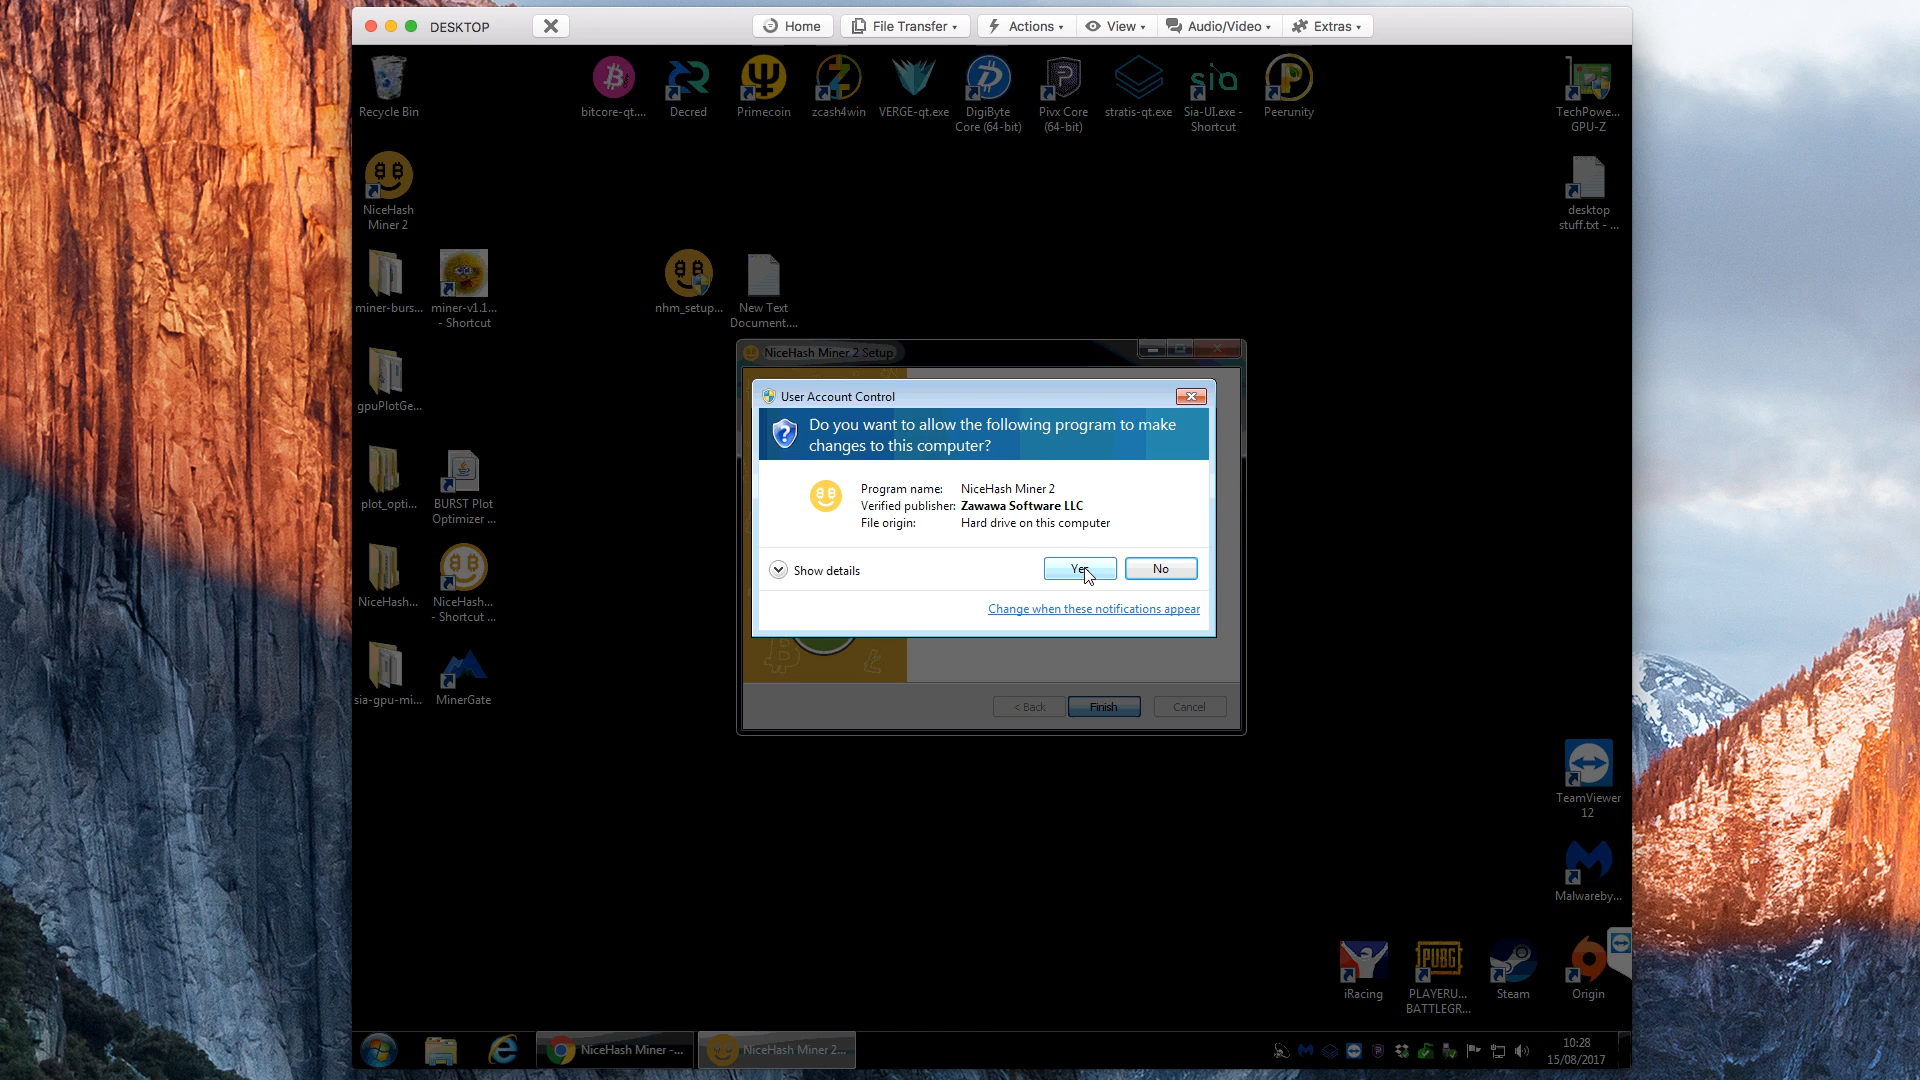 DESKTOP
Home
File Transfer
Actions
View
Audio/Video
Extras
Recycle Bin
bitcore-qt....
Decred
Primecoin
zcash4win
VERGE-qt.exe
DigiByte
Core (64-bit)
Pivx Core
(64-bit)
stratis-qt.exe
Sia-UI.exe -
Shortcut
Peerunity
TechPowe...
GPU-Z
NiceHash
Miner 2
desktop
stuff.txt - ...
miner-burs...
miner-v1.1...
- Shortcut
nhm_setup...
New Text
Document....
gpuPlotGe...
plot_opti...
BURST Plot
Optimizer ...
NiceHash...
NiceHash...
- Shortcut ...
sia-gpu-mi...
MinerGate
NiceHash Miner 2 Setup
User Account Control
Do you want to allow the following program to make
changes to this computer?
Program name: NiceHash Miner 2
Verified publisher: Zawawa Software LLC
File origin: Hard drive on this computer
Show details
Yes
No
Change when these notifications appear
< Back
Finish
Cancel
TeamViewer
12
Malwareby...
iRacing
PUBG
PLAYERU...
BATTLEGR...
Steam
Origin
NiceHash Miner -...
NiceHash Miner 2...
10:28
15/08/2017